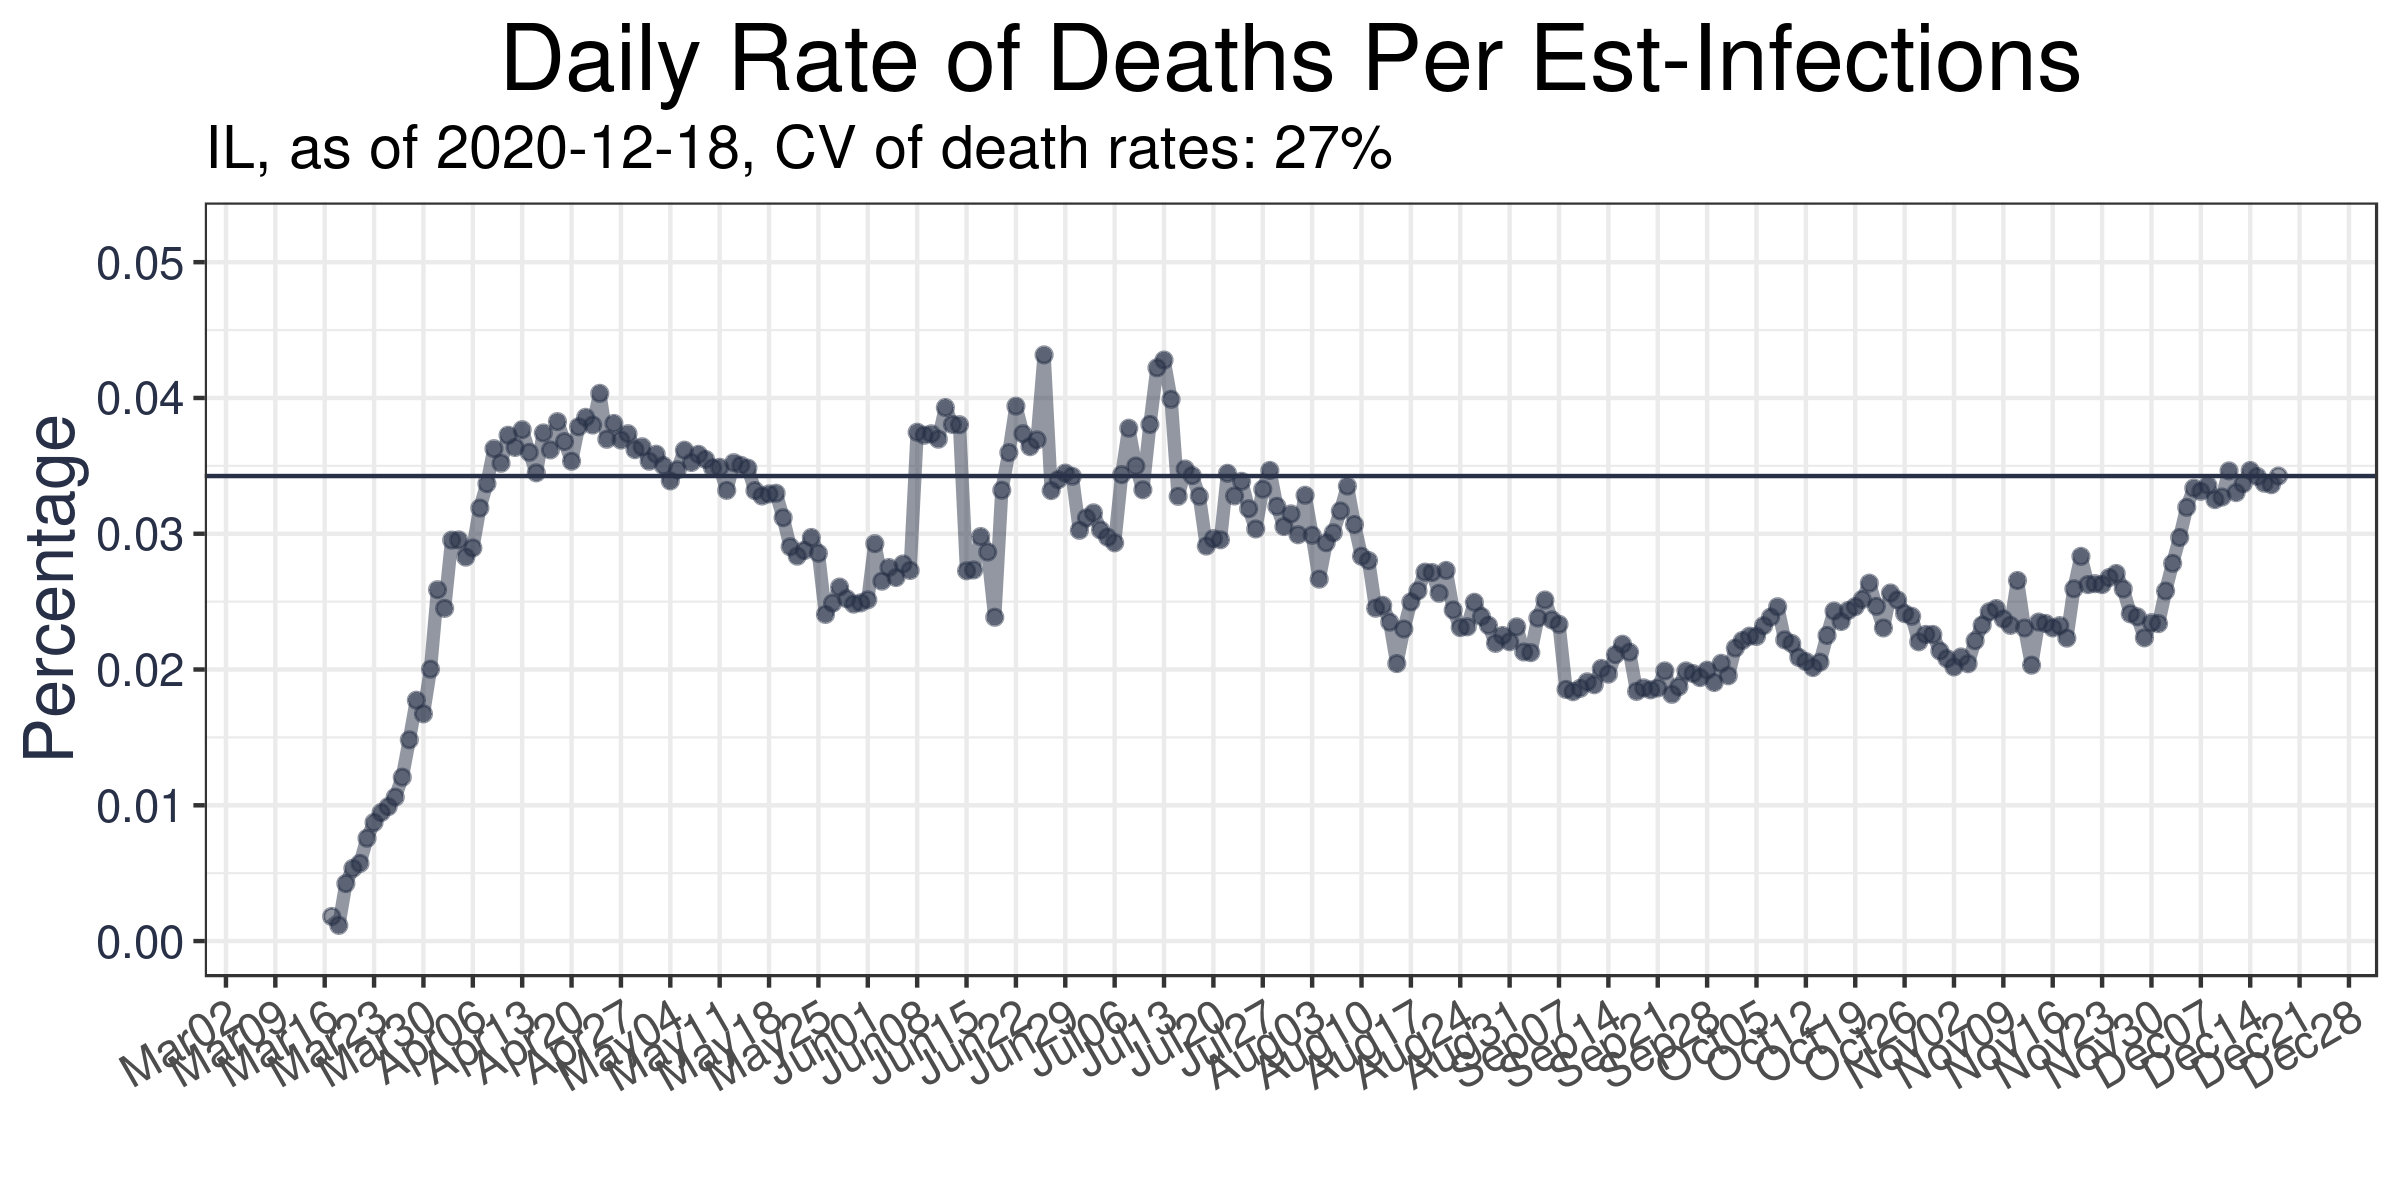 Daily Rate of Deaths Per Est-Infections
IL, as of 2020-12-18, CV of death rates: 27%
Percentage
0.05
0.04
0.03
0.02
0.01
0.00
Mar02
Mar09
Mar16
Mar23
Mar30
Apr06
Apr13
Apr20
Apr27
May04
May11
May18
May25
Jun01
Jun08
Jun15
Jun22
Jun29
Jul06
Jul13
Jul20
Jul27
Aug03
Aug10
Aug17
Aug24
Aug31
Sep07
Sep14
Sep21
Sep28
Oct05
Oct12
Oct19
Oct26
Nov02
Nov09
Nov16
Nov23
Nov30
Dec07
Dec14
Dec21
Dec28